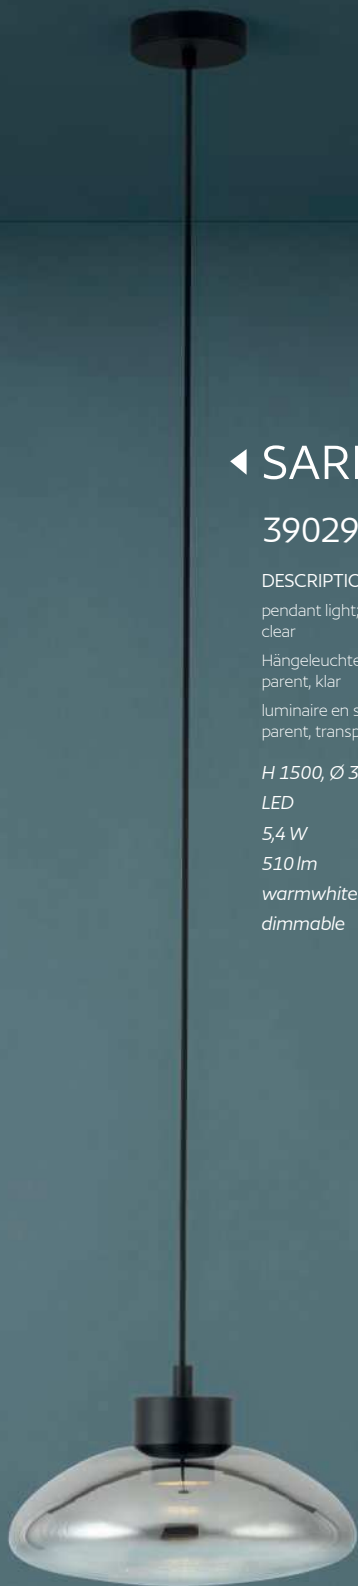 SARI
39029
DESCRIPTIO
pendant light;
clear
Hängeleuchte
parent, klar
luminaire en s
parent, transp
H 1500, Ø 3
LED
5,4 W
510 lm
warmwhite
dimmable